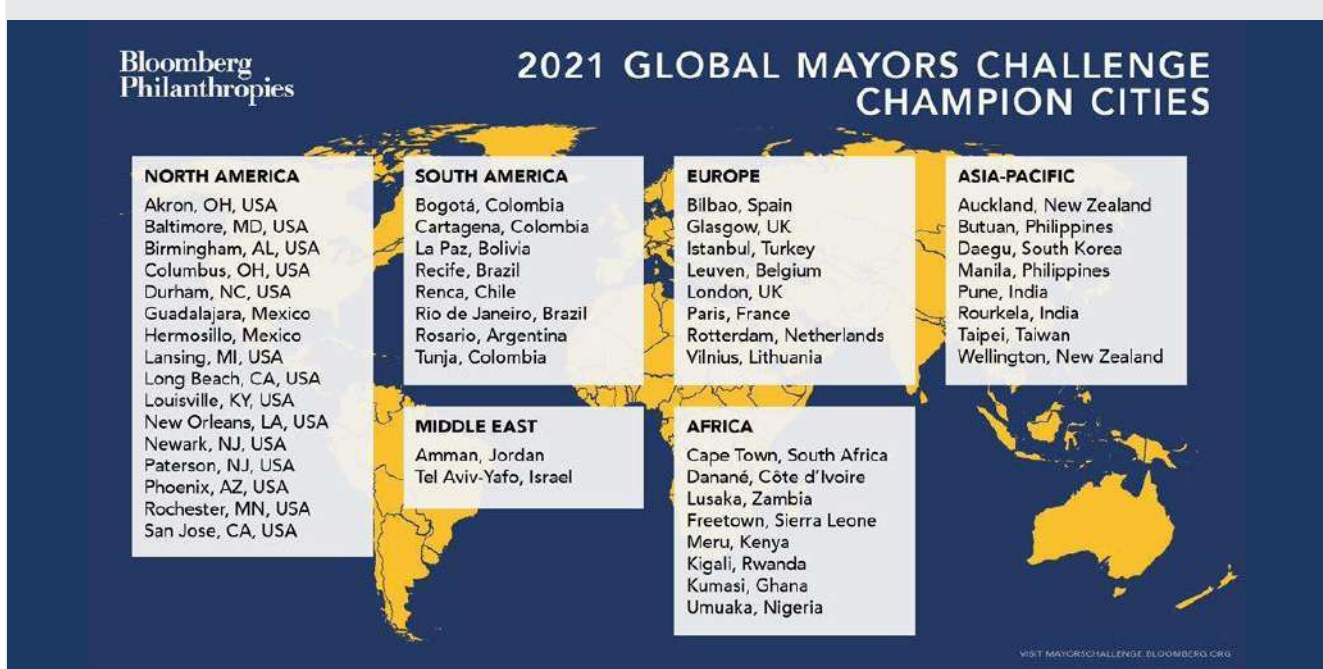 Bloomberg
Philanthropies
2021 GLOBAL MAYORS CHALLENGE
CHAMPION CITIES
NORTH AMERICA
Akron, OH, USA
Baltimore, MD, USA
Birmingham, AL, USA
Columbus, OH, USA
Durham, NC, USA
Guadalajara, Mexico
Hermosillo, Mexico
Lansing, MI, USA
Long Beach, CA, USA
Louisville, KY, USA
New Orleans, LA, USA
Newark, NJ, USA
Paterson, NJ, USA
Phoenix, AZ, USA
Rochester, MN, USA
San Jose, CA, USA
SOUTH AMERICA
Bogotá, Colombia
Cartagena, Colombia
La Paz, Bolivia
Recife, Brazil
Renca, Chile
Rio de Janeiro, Brazil
Rosario, Argentina
Tunja, Colombia
MIDDLE EAST
Amman, Jordan
Tel Aviv-Yafo, Israel
EUROPE
Bilbao, Spain
Glasgow, UK
Istanbul, Turkey
Leuven, Belgium
London, UK
Paris, France
Rotterdam, Netherlands
Vilnius, Lithuania
AFRICA
Cape Town, South Africa
Danané, Côte d'Ivoire
Lusaka, Zambia
Freetown, Sierra Leone
Meru, Kenya
Kigali, Rwanda
Kumasi, Ghana
Umuaka, Nigeria
ASIA-PACIFIC
Auckland, New Zealand
Butuan, Philippines
Daegu, South Korea
Manila, Philippines
Pune, India
Rourkela, India
Taipei, Taiwan
Wellington, New Zealand
VISIT MAYORSCHALLENGE.BLOOMBERG.ORG